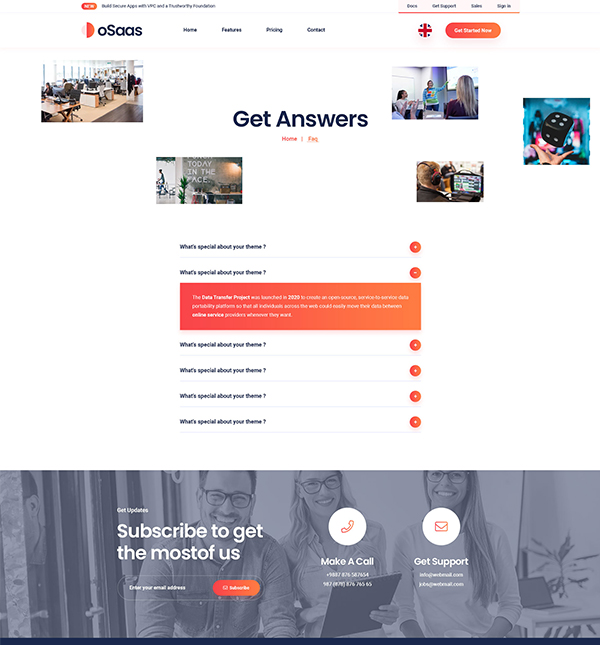 NEW Build Secure Apps with VPC and a Trustworthy Foundation Docs Get Support Sales Sign In
oSaas Home Features Pricing Contact Get Started Now
Get Answers
Home | Faq
TODAY
IN THE
FACE.
What's special about your theme ?
What's special about your theme ?
The Data Transfer Project was launched in 2020 to create an open-source, service-to-service data
portability platform so that all individuals across the web could easily move their data between
online service providers whenever they want.
What's special about your theme ?
What's special about your theme ?
What's special about your theme ?
What's special about your theme ?
Get Updates
Subscribe to get
the mostof us
Enter your email address Subscribe
Make A Call
+9887 876 587654
987 (878) 876 765 65
Get Support
info@webmail.com
jobs@webmail.com